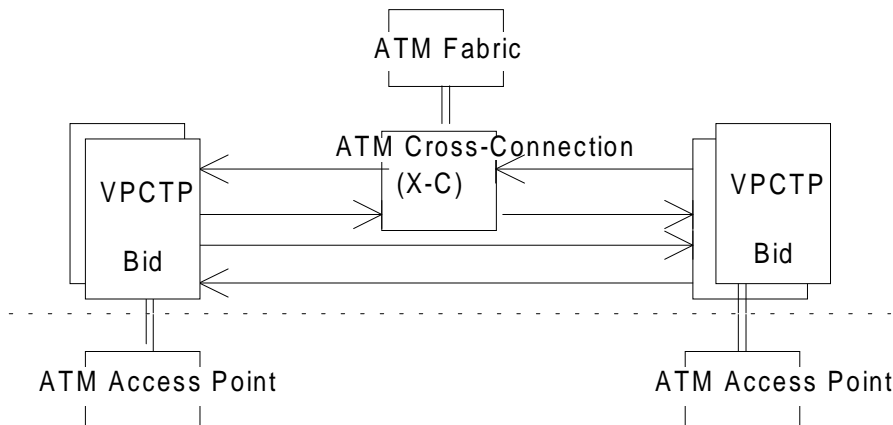 ATM Fabric
ATM Cross-Connection
(X-C)
VPCTP
Bid
VPCTP
Bid
ATM Access Point
ATM Access Point